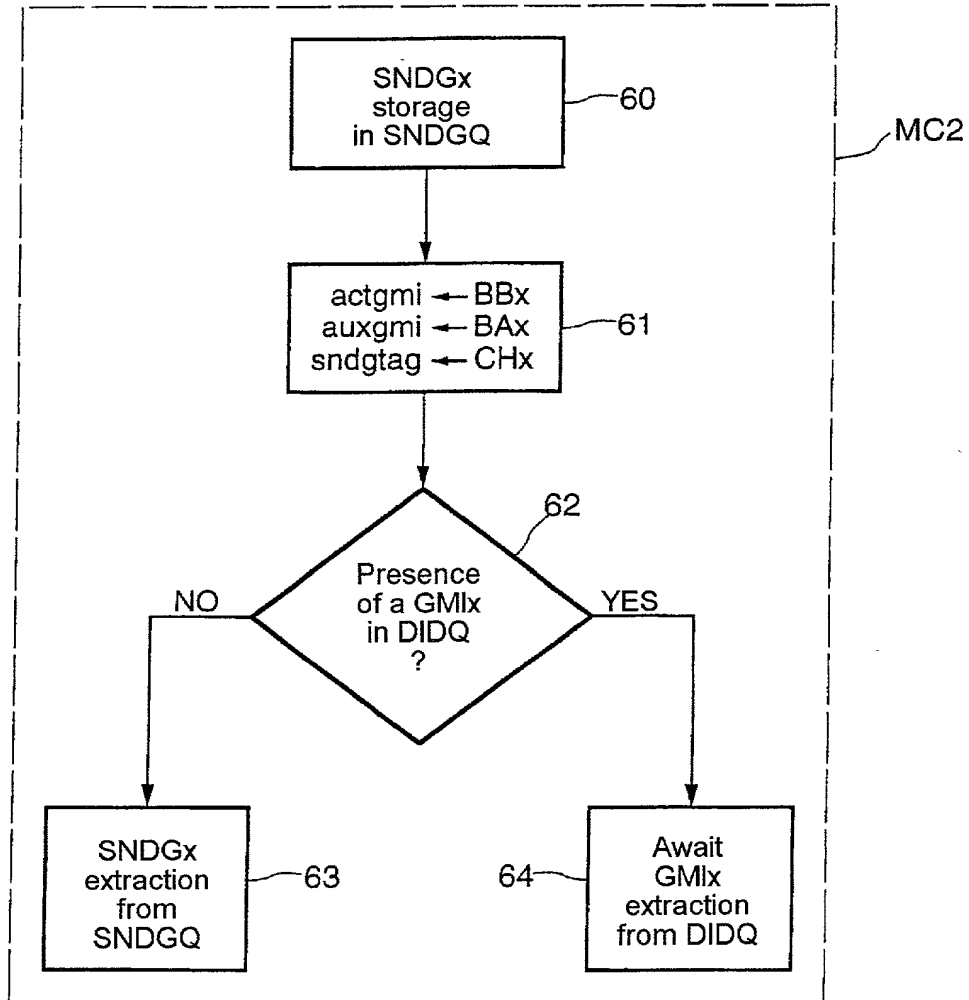 SNDGx
storage
in SNDGQ
60
MC2
actgmi ← BBx
auxgmi ← BAx
sndgtag ← CHx
61
62
Presence
of a GMIx
in DIDQ
?
NO
YES
SNDGx
extraction
from
SNDGQ
63
64
Await
GMIx
extraction
from DIDQ